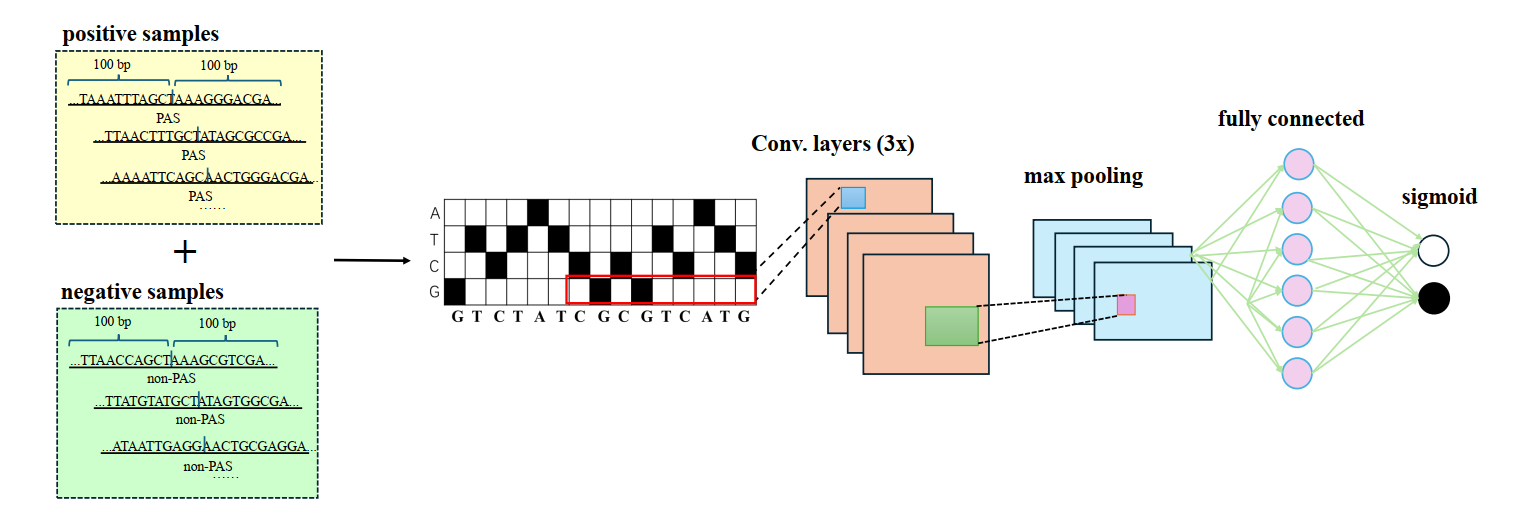 positive samples
100 bp 100 bp
...TAAATTTAGCTAAAGGGACGA...
PAS
...TTAACTTTGCTATAGCGCCGA...
PAS
...AAAATTCAGCAACTGGGACGA...
PAS
......
+
negative samples
100 bp 100 bp
...TTAACCAGCTAAAGCGTCGA...
non-PAS
...TTATGTATGCTATAGTGGCGA...
non-PAS
...ATAATTGAGGAACTGCGAGGA...
non-PAS
......
A
T
C
G
G T C T A T C G C G T C A T G
Conv. layers (3x)
max pooling
fully connected
sigmoid